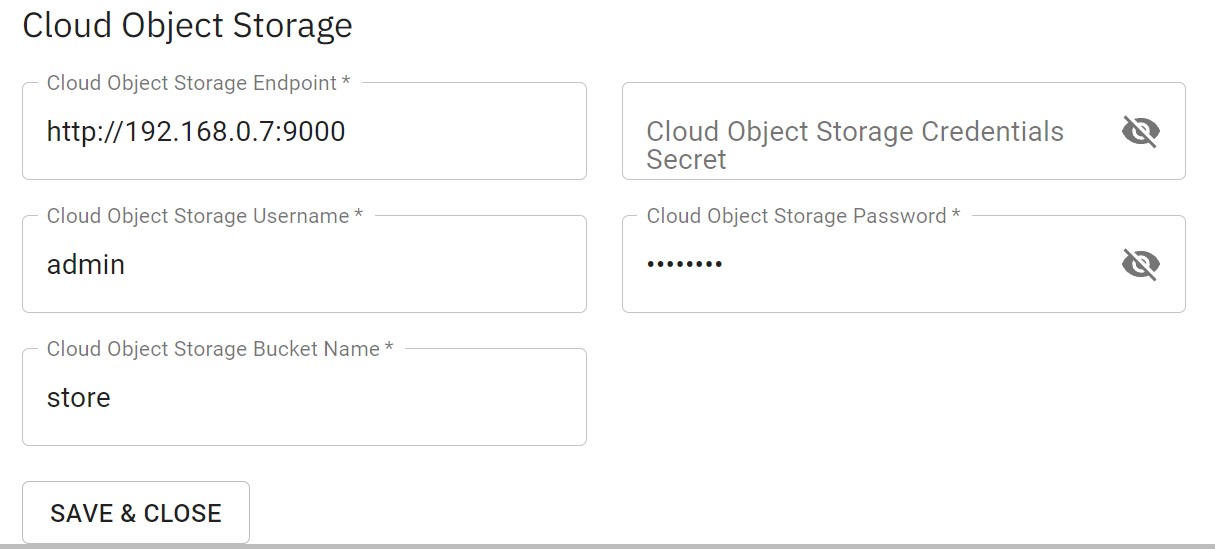 Cloud Object Storage
Cloud Object Storage Endpoint *
http://192.168.0.7:9000
Cloud Object Storage Credentials
Secret
Cloud Object Storage Username *
admin
Cloud Object Storage Password *
••••••••
Cloud Object Storage Bucket Name *
store
SAVE & CLOSE